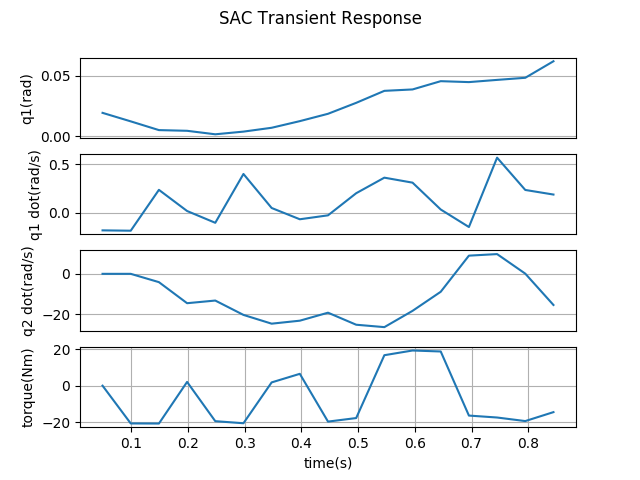 SAC Transient Response
q1(rad)
0.05
0.00
q1 dot(rad/s)
0.5
0.0
q2 dot(rad/s)
0
−20
torque(Nm)
20
0
−20
0.1 0.2 0.3 0.4 0.5 0.6 0.7 0.8
time(s)